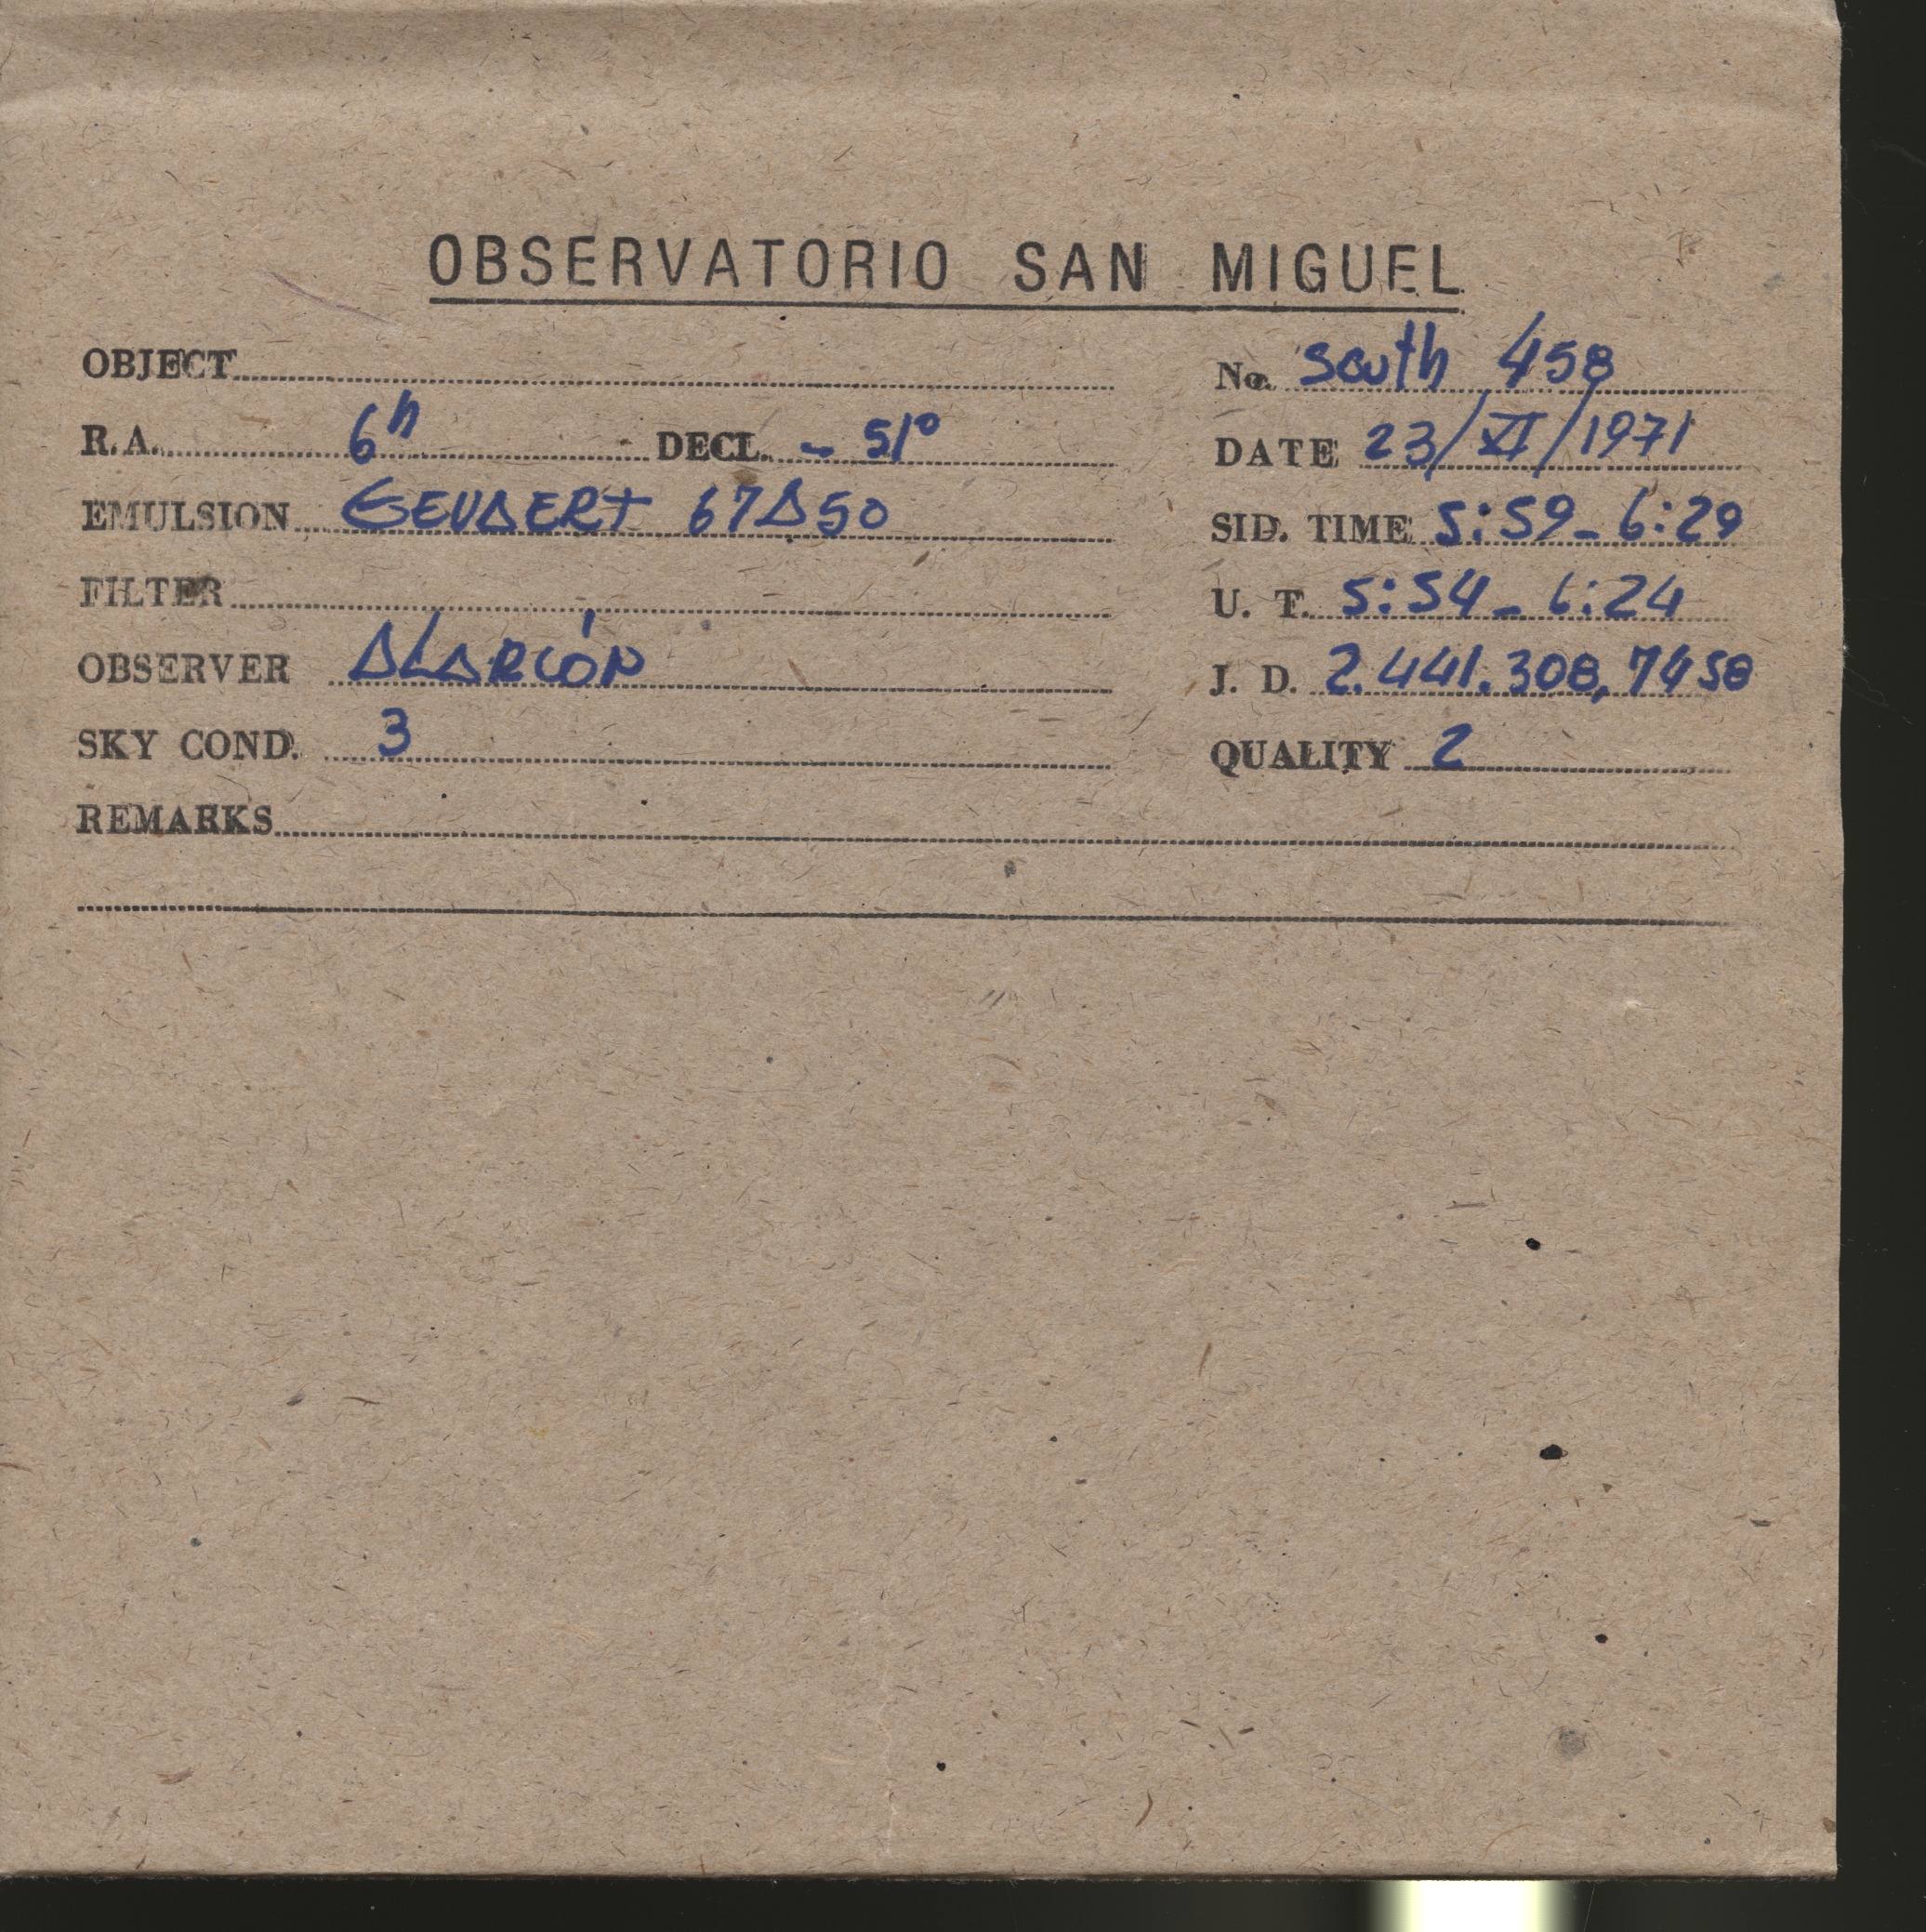 OBSERVATORIO SAN MIGUEL
OBJECT
No. South 458
R.A. 6h DECL. - 51°
DATE 23/XI/1971
EMULSION GEVAERT 67A50
SID. TIME 5:59-6:29
FILTER
U. T. 5:54-6:24
OBSERVER ALARCÓN
J. D. 2.441.308,7458
SKY COND. 3
QUALITY 2
REMARKS